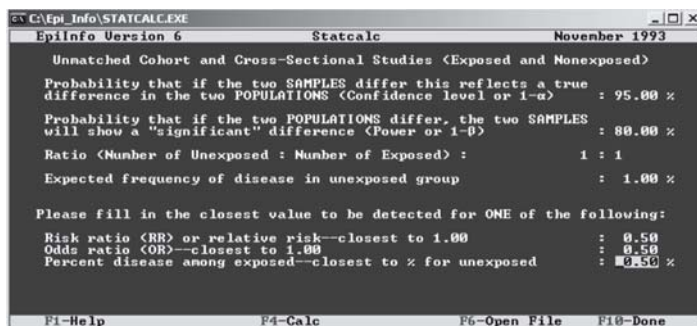 C:\Epi_Info\STATCALC.EXE
EpiInfo Version 6 Statcalc November 1993
Unmatched Cohort and Cross-Sectional Studies (Exposed and Nonexposed)
Probability that if the two SAMPLES differ this reflects a true
difference in the two POPULATIONS (Confidence level or 1-α) : 95.00 %
Probability that if the two POPULATIONS differ, the two SAMPLES
will show a "significant" difference (Power or 1-β) : 80.00 %
Ratio (Number of Unexposed : Number of Exposed) : 1 : 1
Expected frequency of disease in unexposed group : 1.00 %
Please fill in the closest value to be detected for ONE of the following:
Risk ratio (RR) or relative risk--closest to 1.00 : 0.50
Odds ratio (OR)--closest to 1.00 : 0.50
Percent disease among exposed--closest to % for unexposed : 0.50 %
F1-Help F4-Calc F6-Open File F10-Done